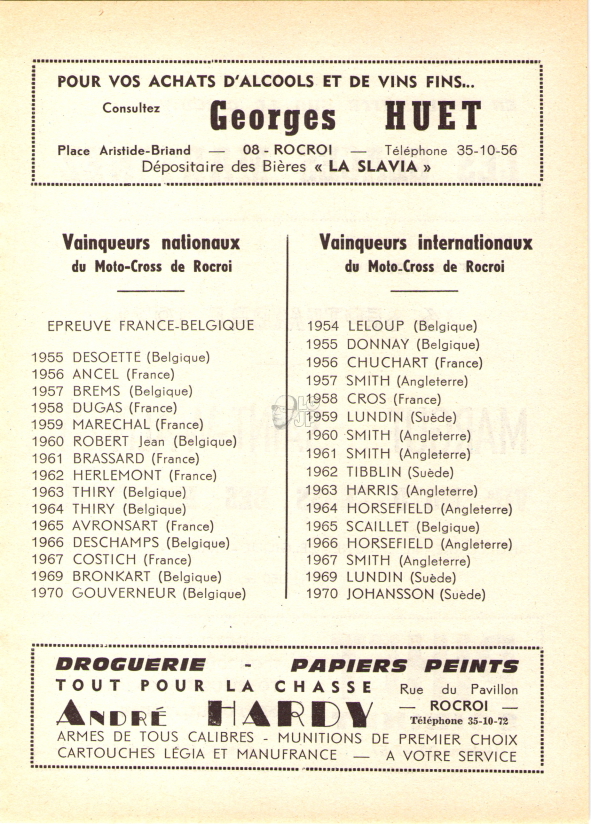 POUR VOS ACHATS D'ALCOOLS ET DE VINS FINS...
Consultez Georges HUET
Place Aristide-Briand — 08 - ROCROI — Téléphone 35-10-56
Dépositaire des Bières « LA SLAVIA »
Vainqueurs nationaux
du Moto-Cross de Rocroi
EPREUVE FRANCE-BELGIQUE
1955 DESOETTE (Belgique)
1956 ANCEL (France)
1957 BREMS (Belgique)
1958 DUGAS (France)
1959 MARECHAL (France)
1960 ROBERT Jean (Belgique)
1961 BRASSARD (France)
1962 HERLEMONT (France)
1963 THIRY (Belgique)
1964 THIRY (Belgique)
1965 AVRONSART (France)
1966 DESCHAMPS (Belgique)
1967 COSTICH (France)
1969 BRONKART (Belgique)
1970 GOUVERNEUR (Belgique)
Vainqueurs internationaux
du Moto-Cross de Rocroi
1954 LELOUP (Belgique)
1955 DONNAY (Belgique)
1956 CHUCHART (France)
1957 SMITH (Angleterre)
1958 CROS (France)
1959 LUNDIN (Suède)
1960 SMITH (Angleterre)
1961 SMITH (Angleterre)
1962 TIBBLIN (Suède)
1963 HARRIS (Angleterre)
1964 HORSEFIELD (Angleterre)
1965 SCAILLET (Belgique)
1966 HORSEFIELD (Angleterre)
1967 SMITH (Angleterre)
1969 LUNDIN (Suède)
1970 JOHANSSON (Suède)
DROGUERIE - PAPIERS PEINTS
TOUT POUR LA CHASSE
ANDRÉ HARDY
Rue du Pavillon
— ROCROI —
Téléphone 35-10-72
ARMES DE TOUS CALIBRES - MUNITIONS DE PREMIER CHOIX
CARTOUCHES LÉGIA ET MANUFRANCE — A VOTRE SERVICE